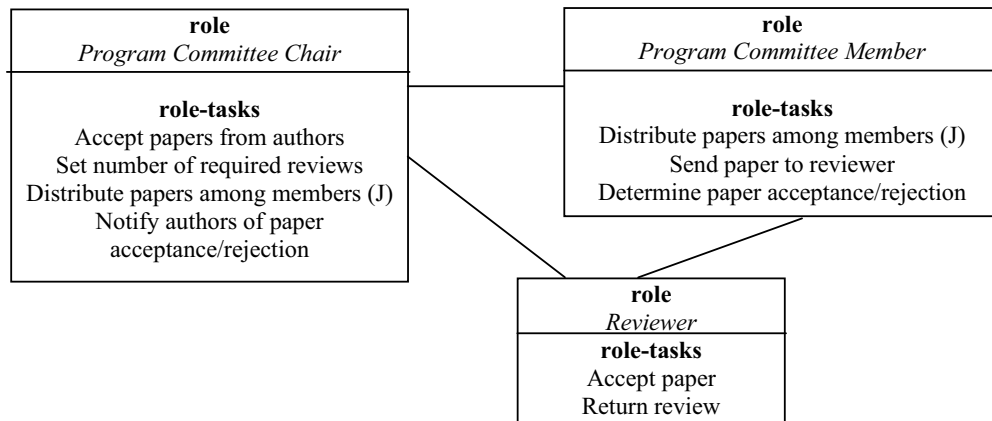 role
Program Committee Chair
role-tasks
Accept papers from authors
Set number of required reviews
Distribute papers among members (J)
Notify authors of paper
acceptance/rejection
role
Program Committee Member
role-tasks
Distribute papers among members (J)
Send paper to reviewer
Determine paper acceptance/rejection
role
Reviewer
role-tasks
Accept paper
Return review